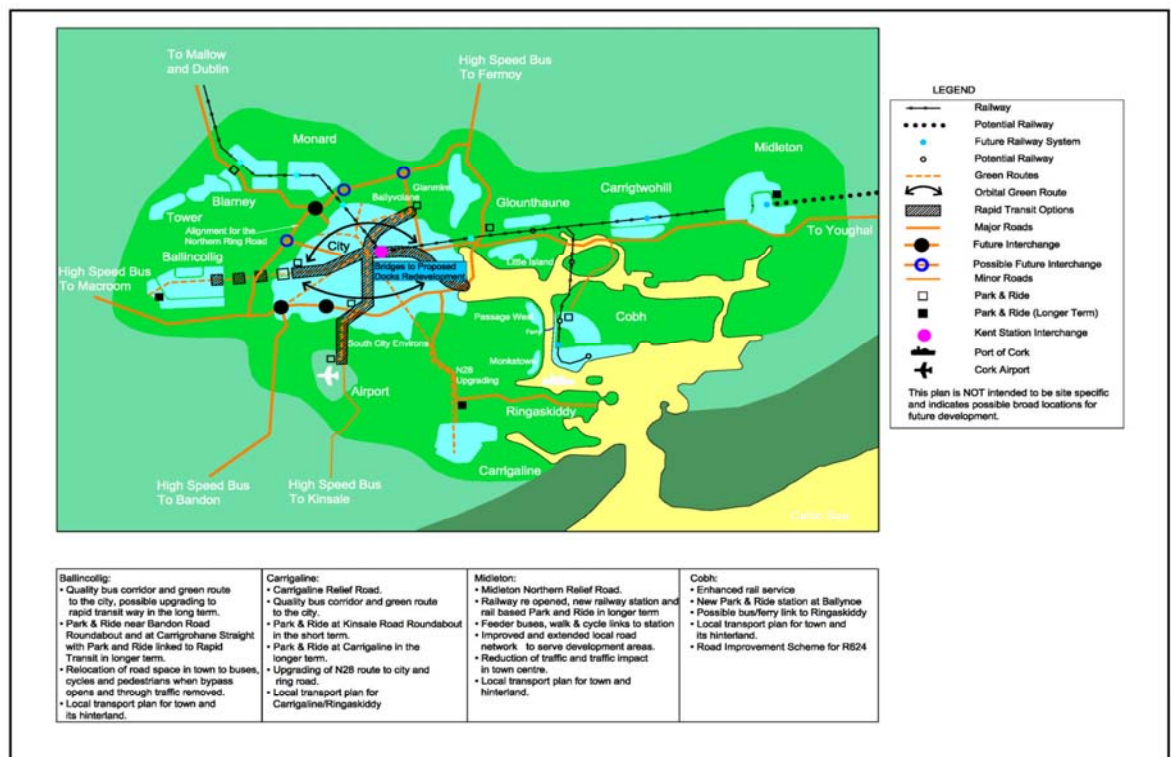 To Mallow
and Dublin
High Speed Bus
To Fermoy
Monard
Midleton
Blarney
Glanmire
Ballyvolane
Carrigtwohill
Tower
Glounthaune
Alignment for the
Northern Ring Road
City
Ballincollig
To Youghal
Little Island
Bridges to Proposed
Docks Redevelopment
High Speed Bus
To Macroom
Passage West
Cobh
Ferry
South City Environs
Monkstown
N28
Upgrading
Airport
Ringaskiddy
Carrigaline
High Speed Bus
To Bandon
High Speed Bus
To Kinsale
LEGEND
Railway
Potential Railway
Future Railway System
Potential Railway
Green Routes
Orbital Green Route
Rapid Transit Options
Major Roads
Future Interchange
Possible Future Interchange
Minor Roads
Park & Ride
Park & Ride (Longer Term)
Kent Station Interchange
Port of Cork
Cork Airport
This plan is NOT intended to be site specific
and indicates possible broad locations for
future development.
Ballincollig:
• Quality bus corridor and green route
to the city, possible upgrading to
rapid transit way in the long term.
• Park & Ride near Bandon Road
Roundabout and at Carrigrohane Straight
with Park and Ride linked to Rapid
Transit in longer term.
• Relocation of road space in town to buses,
cycles and pedestrians when bypass
opens and through traffic removed.
• Local transport plan for town and
its hinterland.
Carrigaline:
• Carrigaline Relief Road.
• Quality bus corridor and green route
to the city.
• Park & Ride at Kinsale Road Roundabout
in the short term.
• Park & Ride at Carrigaline in the
longer term.
• Upgrading of N28 route to city and
ring road.
• Local transport plan for
Carrigaline/Ringaskiddy
Midleton:
• Midleton Northern Relief Road.
• Railway re opened, new railway station and
rail based Park and Ride in longer term
• Feeder buses, walk & cycle links to station
• Improved and extended local road
network to serve development areas.
• Reduction of traffic and traffic impact
in town centre.
• Local transport plan for town and
hinterland.
Cobh:
• Enhanced rail service
• New Park & Ride station at Ballynoe
• Possible bus/ferry link to Ringaskiddy
• Local transport plan for town and
its hinterland.
• Road Improvement Scheme for R624